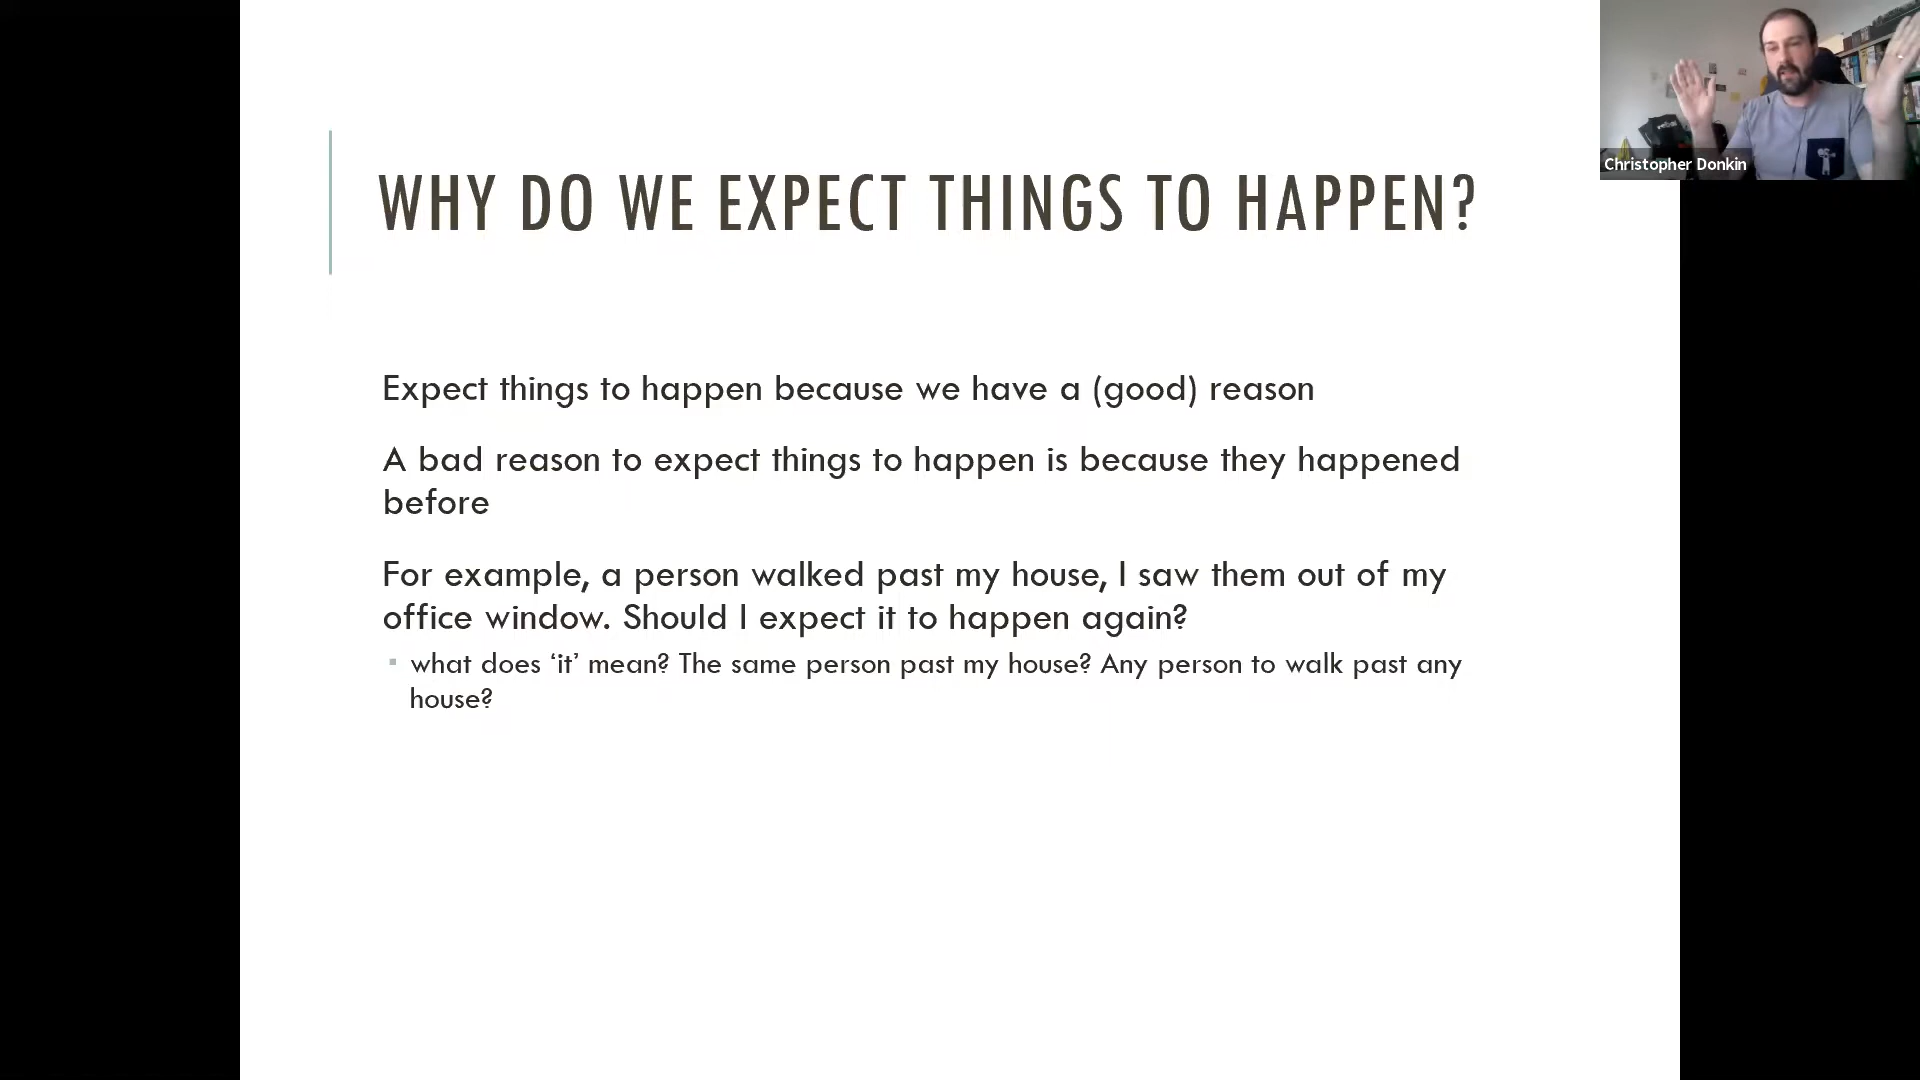 WHY DO WE EXPECT THINGS TO HAPPEN?
Christopher Donkin
Expect things to happen because we have a (good) reason
A bad reason to expect things to happen is because they happened
before
For example, a person walked past my house, I saw them out of my
office window. Should I expect it to happen again?
▪ what does ‘it’ mean? The same person past my house? Any person to walk past any
house?